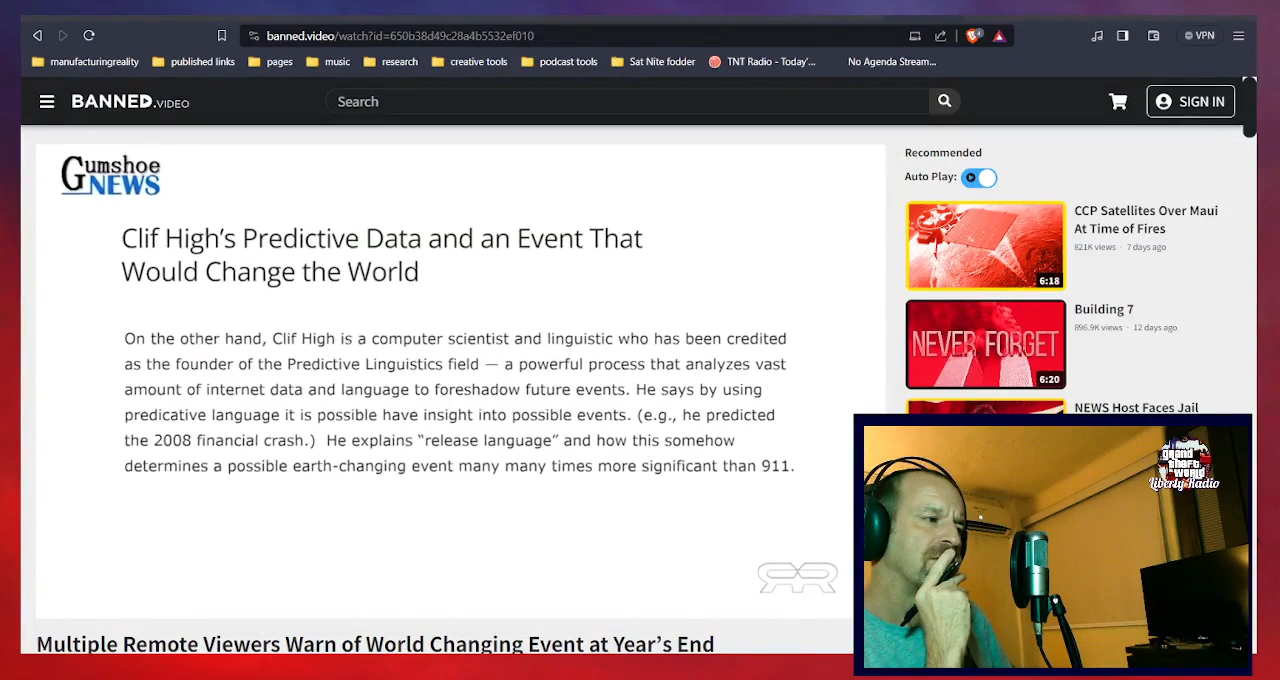 banned.video/watch?id=650b38d49c28a4b5532ef010
4
VPN
manufacturingreality
published links
pages
music
research
creative tools
podcast tools
Sat Nite fodder
TNT Radio - Today'...
No Agenda Stream...
BANNED.VIDEO
Search
SIGN IN
Gumshoe
NEWS
Clif High's Predictive Data and an Event That
Would Change the World
On the other hand, Clif High is a computer scientist and linguistic who has been credited
as the founder of the Predictive Linguistics field — a powerful process that analyzes vast
amount of internet data and language to foreshadow future events. He says by using
predicative language it is possible have insight into possible events. (e.g., he predicted
the 2008 financial crash.)  He explains “release language” and how this somehow
determines a possible earth-changing event many many times more significant than 911.
Multiple Remote Viewers Warn of World Changing Event at Year's End
Recommended
Auto Play:
CCP Satellites Over Maui
At Time of Fires
821K views · 7 days ago
6:18
Building 7
896.9K views · 12 days ago
NEVER FORGET
6:20
NEWS Host Faces Jail
grand
theft
world
Liberty Radio